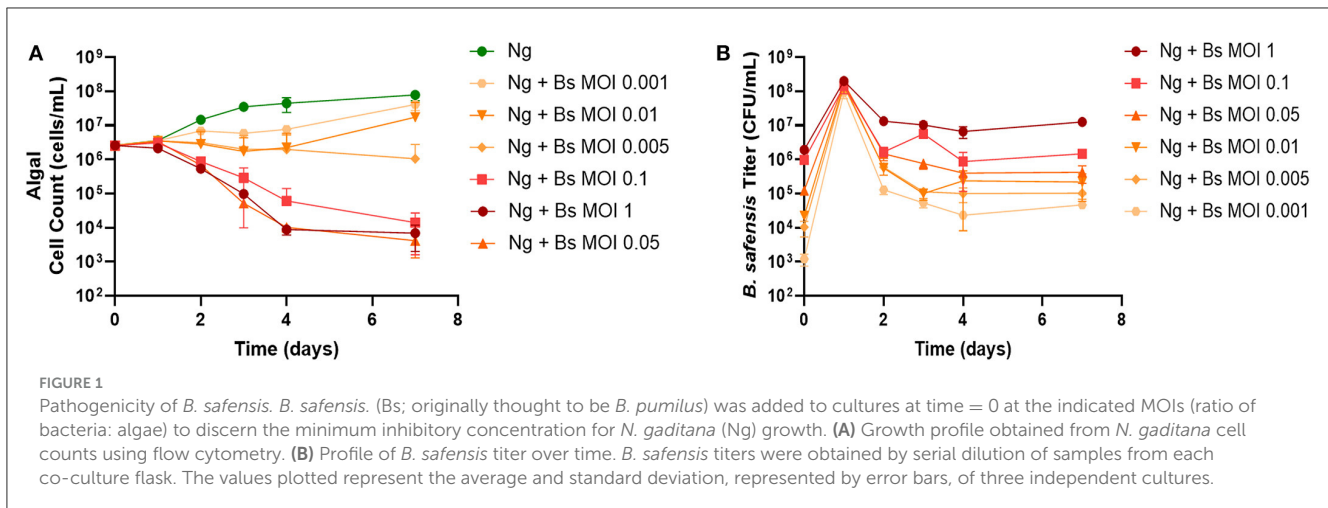 A
10⁹
10⁸
10⁷
10⁶
10⁵
10⁴
10³
10²
Algal
Cell Count (cells/mL)
0 2 4 6 8
Time (days)
Ng
Ng + Bs MOI 0.001
Ng + Bs MOI 0.01
Ng + Bs MOI 0.005
Ng + Bs MOI 0.1
Ng + Bs MOI 1
Ng + Bs MOI 0.05
B
10⁹
10⁸
10⁷
10⁶
10⁵
10⁴
10³
10²
B. safensis Titer (CFU/mL)
0 2 4 6 8
Time (days)
Ng + Bs MOI 1
Ng + Bs MOI 0.1
Ng + Bs MOI 0.05
Ng + Bs MOI 0.01
Ng + Bs MOI 0.005
Ng + Bs MOI 0.001
FIGURE 1
Pathogenicity of B. safensis. B. safensis. (Bs; originally thought to be B. pumilus) was added to cultures at time = 0 at the indicated MOIs (ratio of
bacteria: algae) to discern the minimum inhibitory concentration for N. gaditana (Ng) growth. (A) Growth profile obtained from N. gaditana cell
counts using flow cytometry. (B) Profile of B. safensis titer over time. B. safensis titers were obtained by serial dilution of samples from each
co-culture flask. The values plotted represent the average and standard deviation, represented by error bars, of three independent cultures.